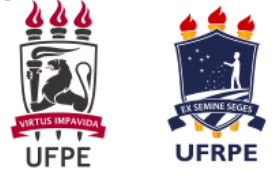 VIRTUS IMPAVIDA
UFPE
EX SEMINE SEGES
UFRPE